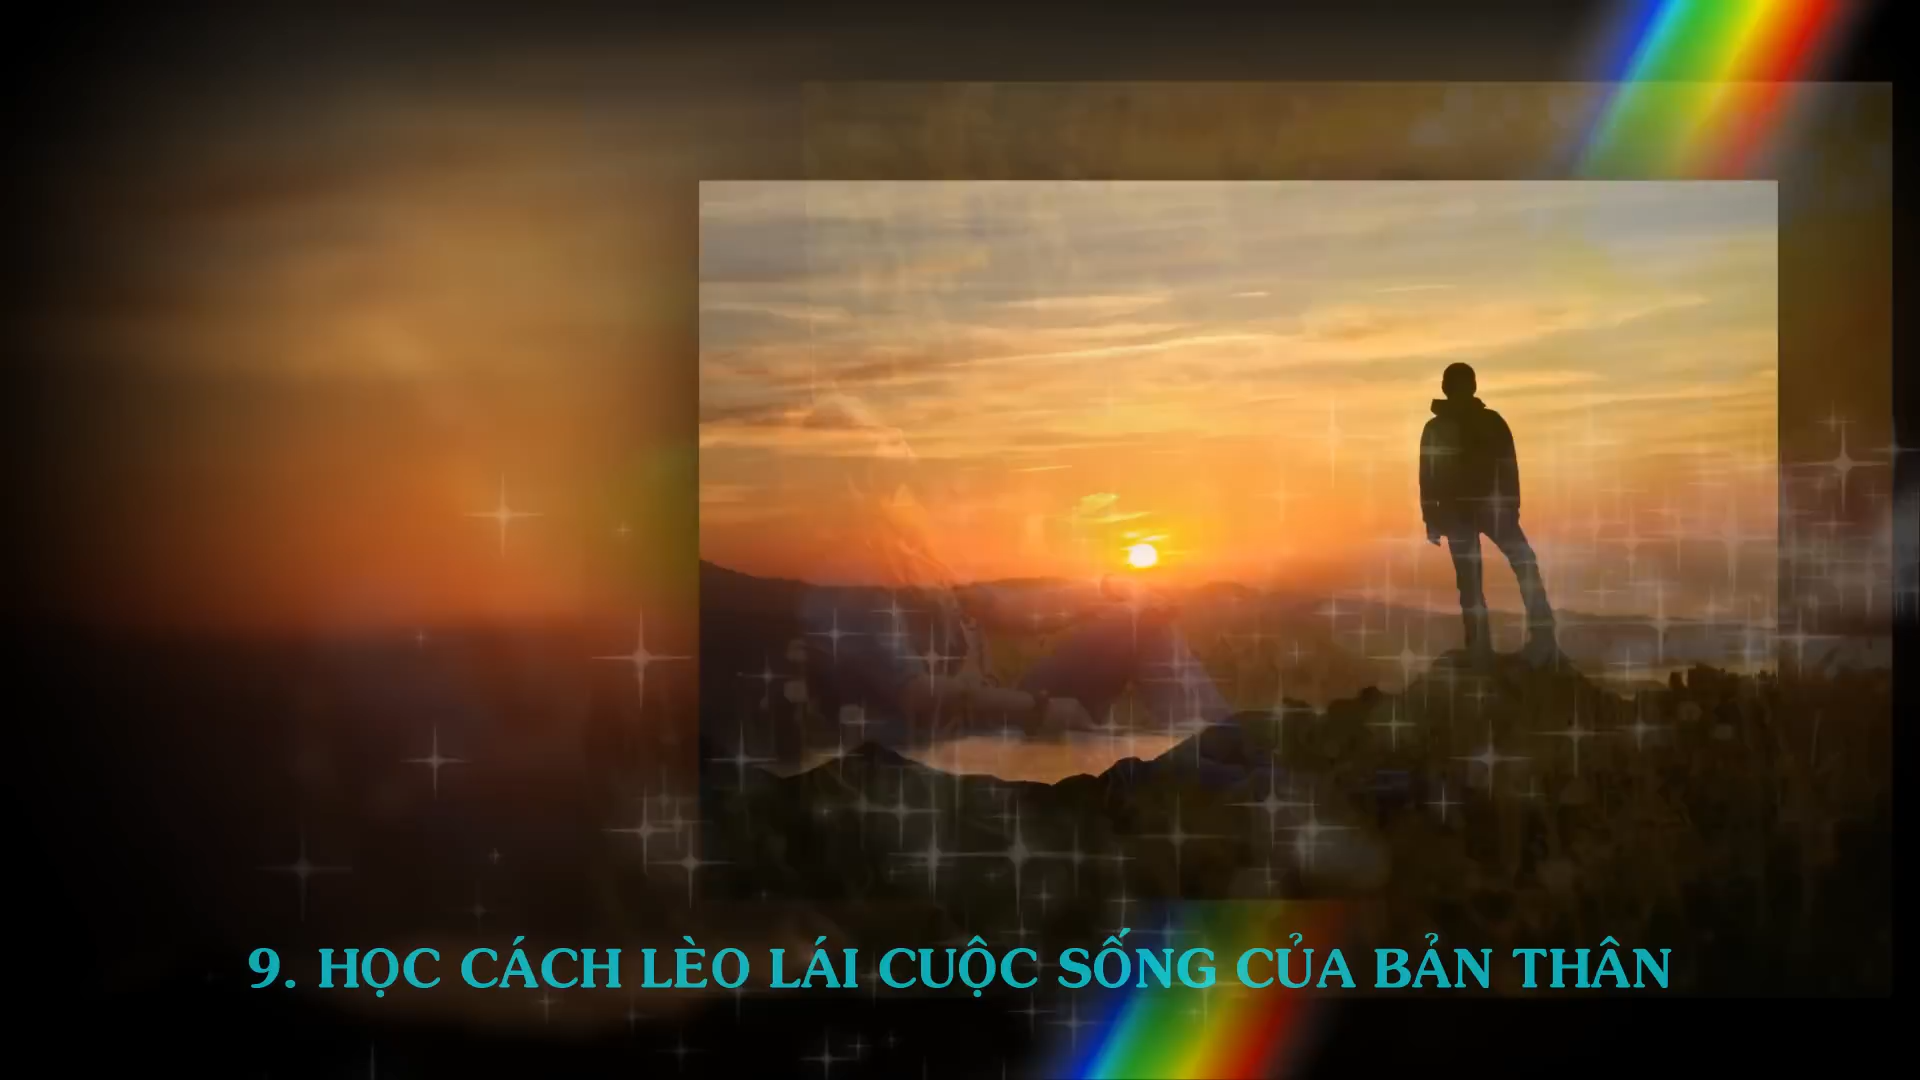 9. HỌC CÁCH LÈO LÁI CUỘC SỐNG CỦA BẢN THÂN